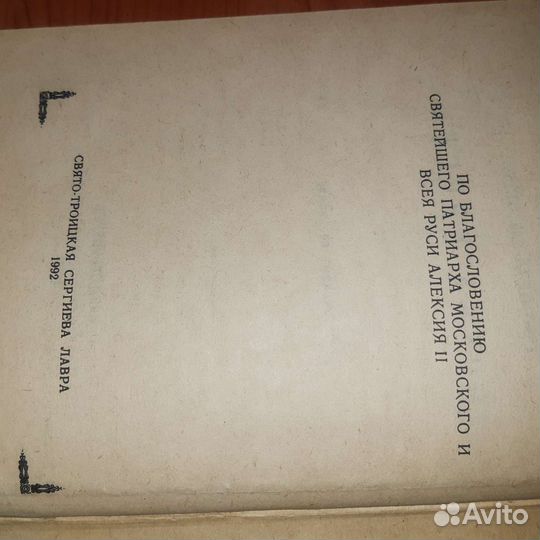 ПО БЛАГОСЛОВЕНИЮ
СВЯТЕЙШЕГО ПАТРИАРХА МОСКОВСКОГО И
ВСЕЯ РУСИ АЛЕКСИЯ II
СВЯТО-ТРОИЦКАЯ СЕРГИЕВА ЛАВРА
1992
Avito